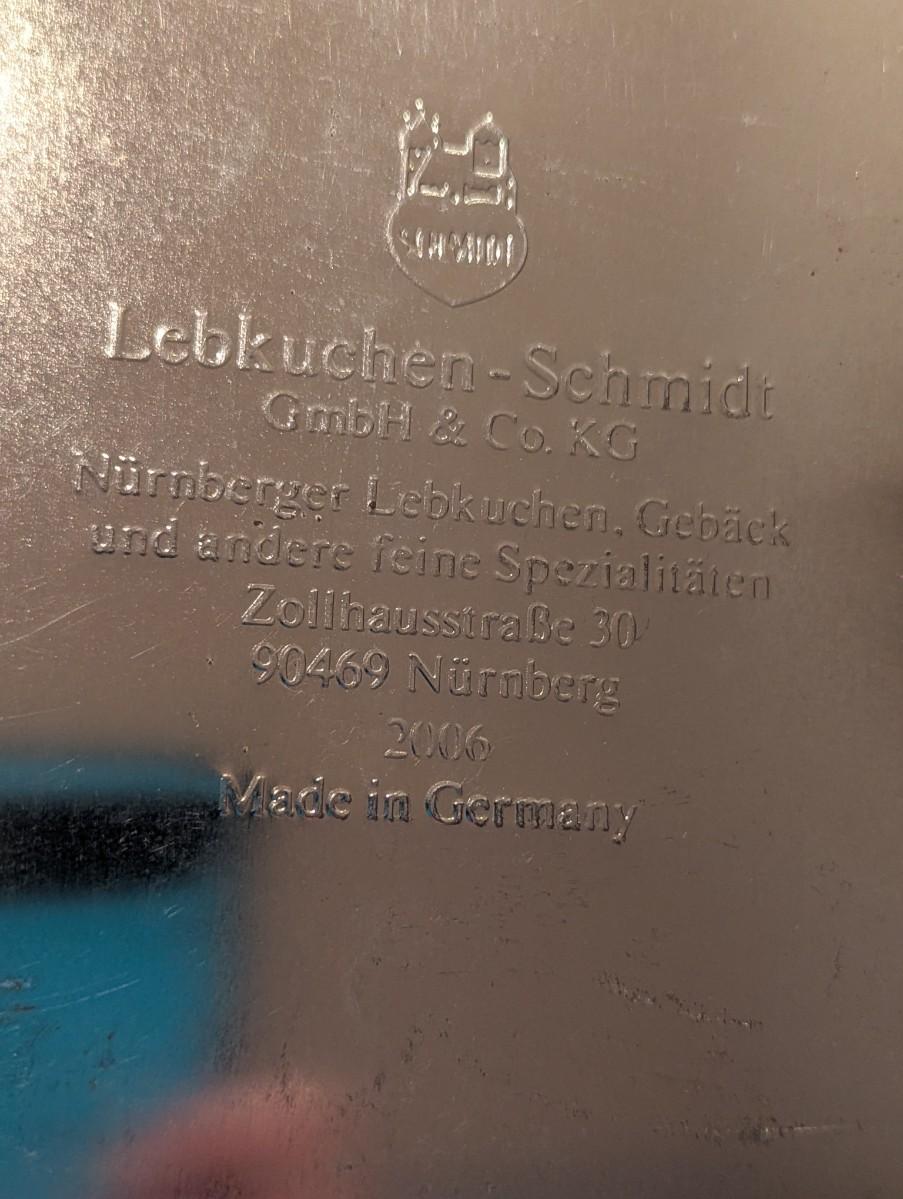 SCHMIDT
Lebkuchen-Schmidt
GmbH & Co. KG
Nürnberger Lebkuchen, Gebäck
und andere feine Spezialitäten
Zollhausstraße 30
90469 Nürnberg
2006
Made in Germany